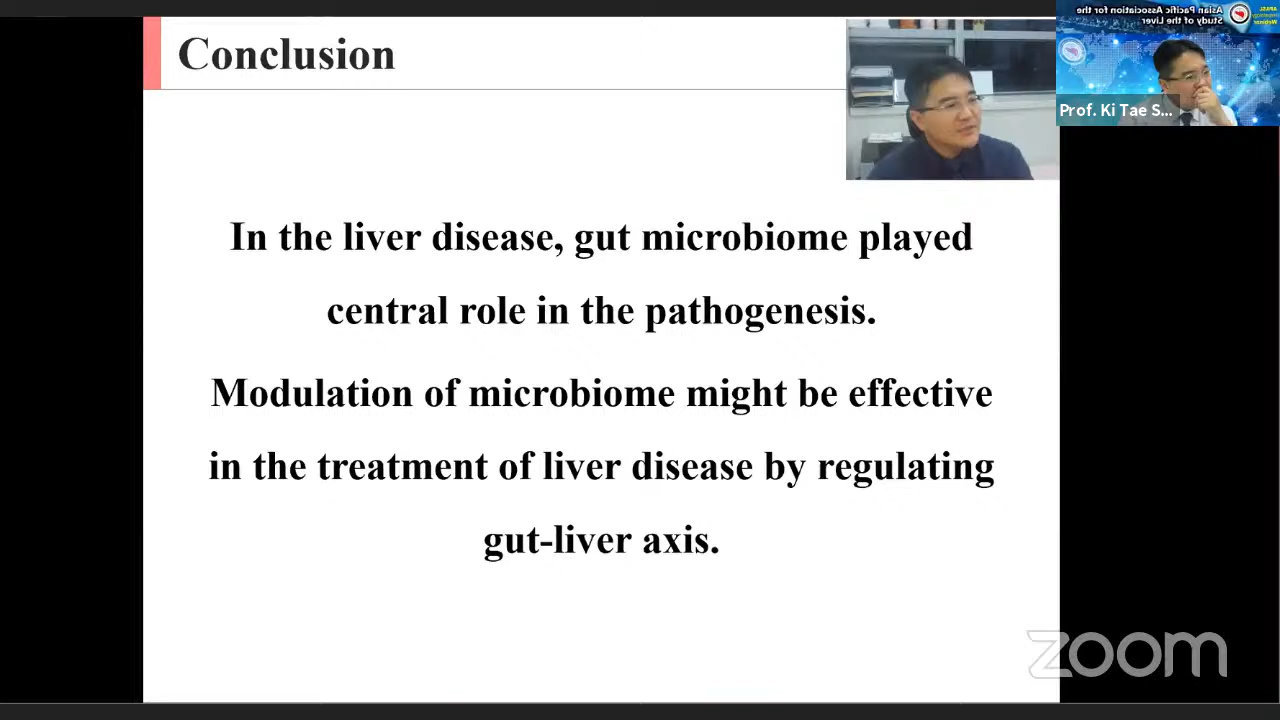 Conclusion
In the liver disease, gut microbiome played
central role in the pathogenesis.
Modulation of microbiome might be effective
in the treatment of liver disease by regulating
gut-liver axis.
Asian Pacific Association for the
Study of the Liver
APASL
Webinar
Prof. Ki Tae S...
zoom